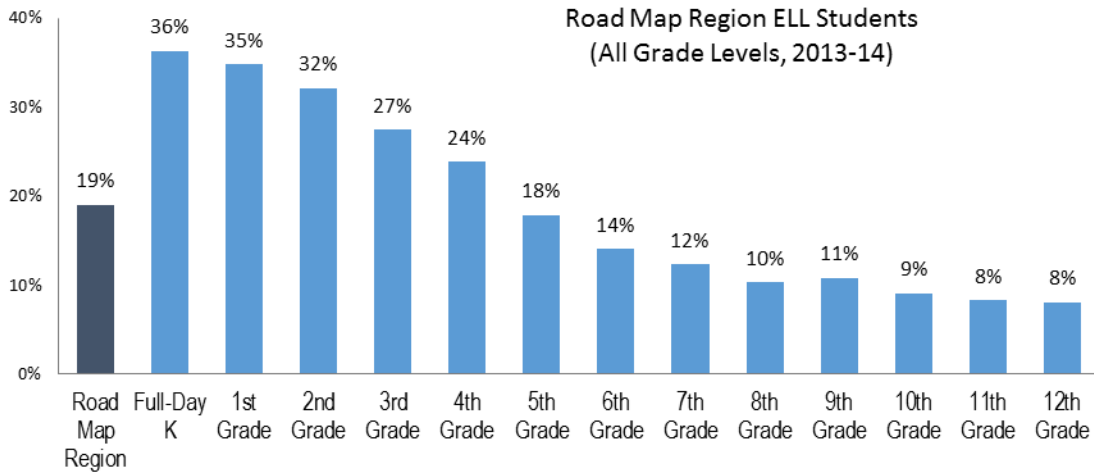 Road Map Region ELL Students
(All Grade Levels, 2013-14)
40%
30%
20%
10%
0%
19%
36%
35%
32%
27%
24%
18%
14%
12%
10%
11%
9%
8%
8%
Road Map Region
Full-Day K
1st Grade
2nd Grade
3rd Grade
4th Grade
5th Grade
6th Grade
7th Grade
8th Grade
9th Grade
10th Grade
11th Grade
12th Grade